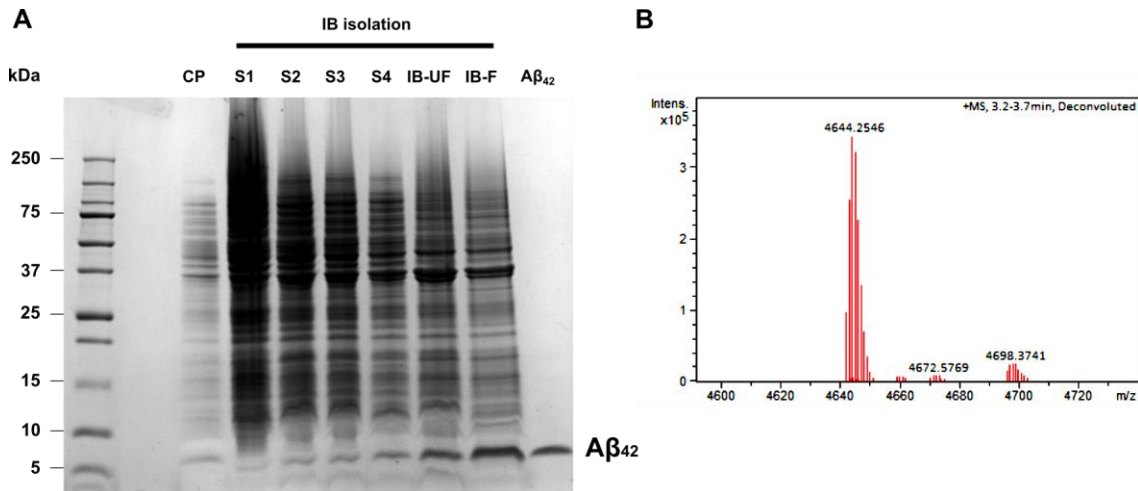 A
IB isolation
kDa CP S1 S2 S3 S4 IB-UF IB-F Aβ₄₂
250
75
37
25
15
10
5
Aβ₄₂
B
Intens.
x10⁵
+MS, 3.2-3.7min, Deconvoluted
4644.2546
3
2
1
4672.5769
4698.3741
0
4600 4620 4640 4660 4680 4700 4720 m/z